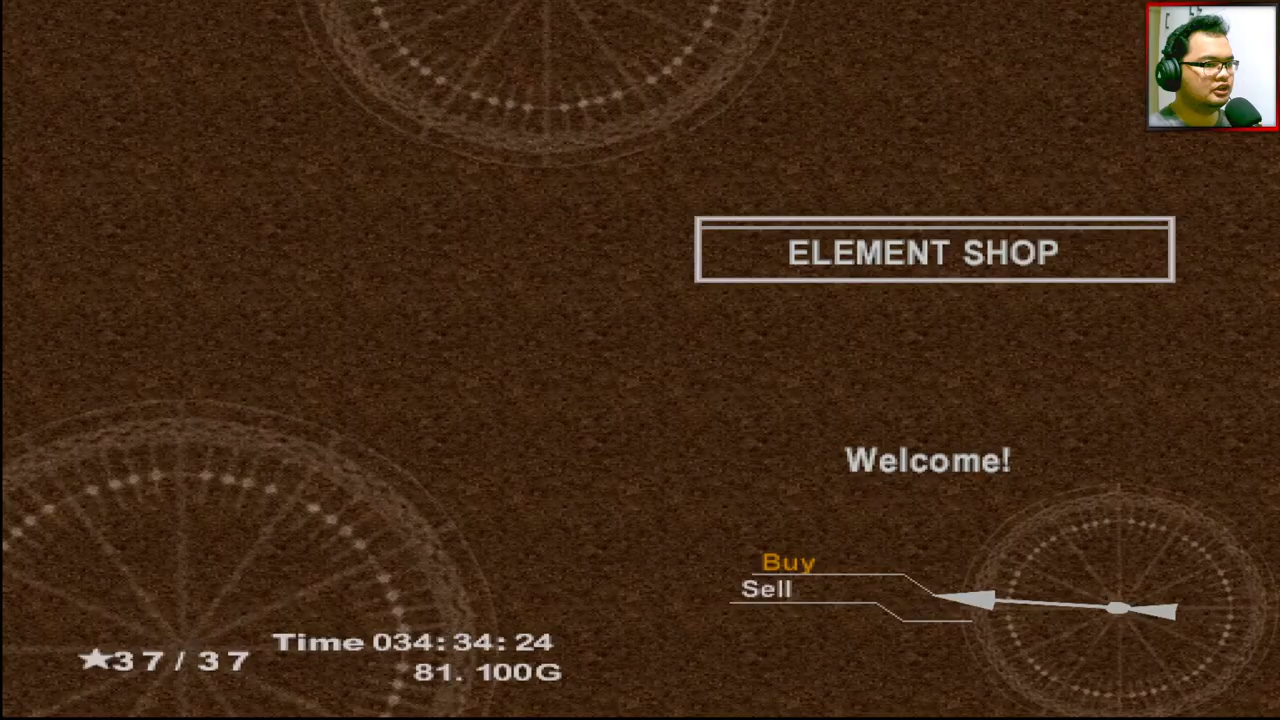 ELEMENT SHOP
Welcome!
Buy
Sell
★37/37
Time 034:34:24
81. 100G